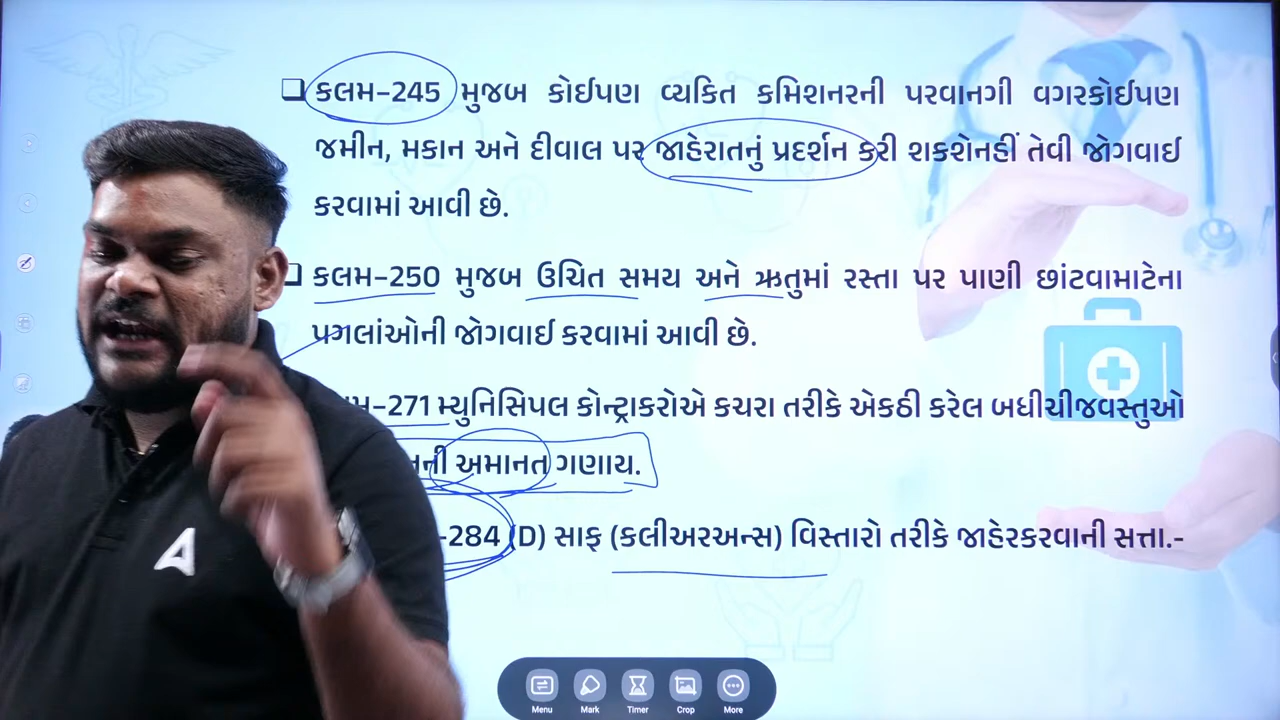 ❑ કલમ–245 મુજબ કોઈપણ વ્યકિત કમિશનરની પરવાનગી વગરકોઈપણ
જમીન, મકાન અને દીવાલ પર જાહેરાતનું પ્રદર્શન કરી શકશેનહીં તેવી જોગવાઈ
કરવામાં આવી છે.
❑ કલમ–250 મુજબ ઉચિત સમય અને ઋતુમાં રસ્તા પર પાણી છાંટવામાટેના
પગલાંઓની જોગવાઈ કરવામાં આવી છે.
–271 મ્યુનિસિપલ કોન્ટ્રાકરોએ કચરા તરીકે એકઠી કરેલ બધીચીજવસ્તુઓ
અમાનત ગણાય.
-284 (D) સાફ (કલીઅરઅન્સ) વિસ્તારો તરીકે જાહેરકરવાની સત્તા.-
Menu Mark Timer Crop More